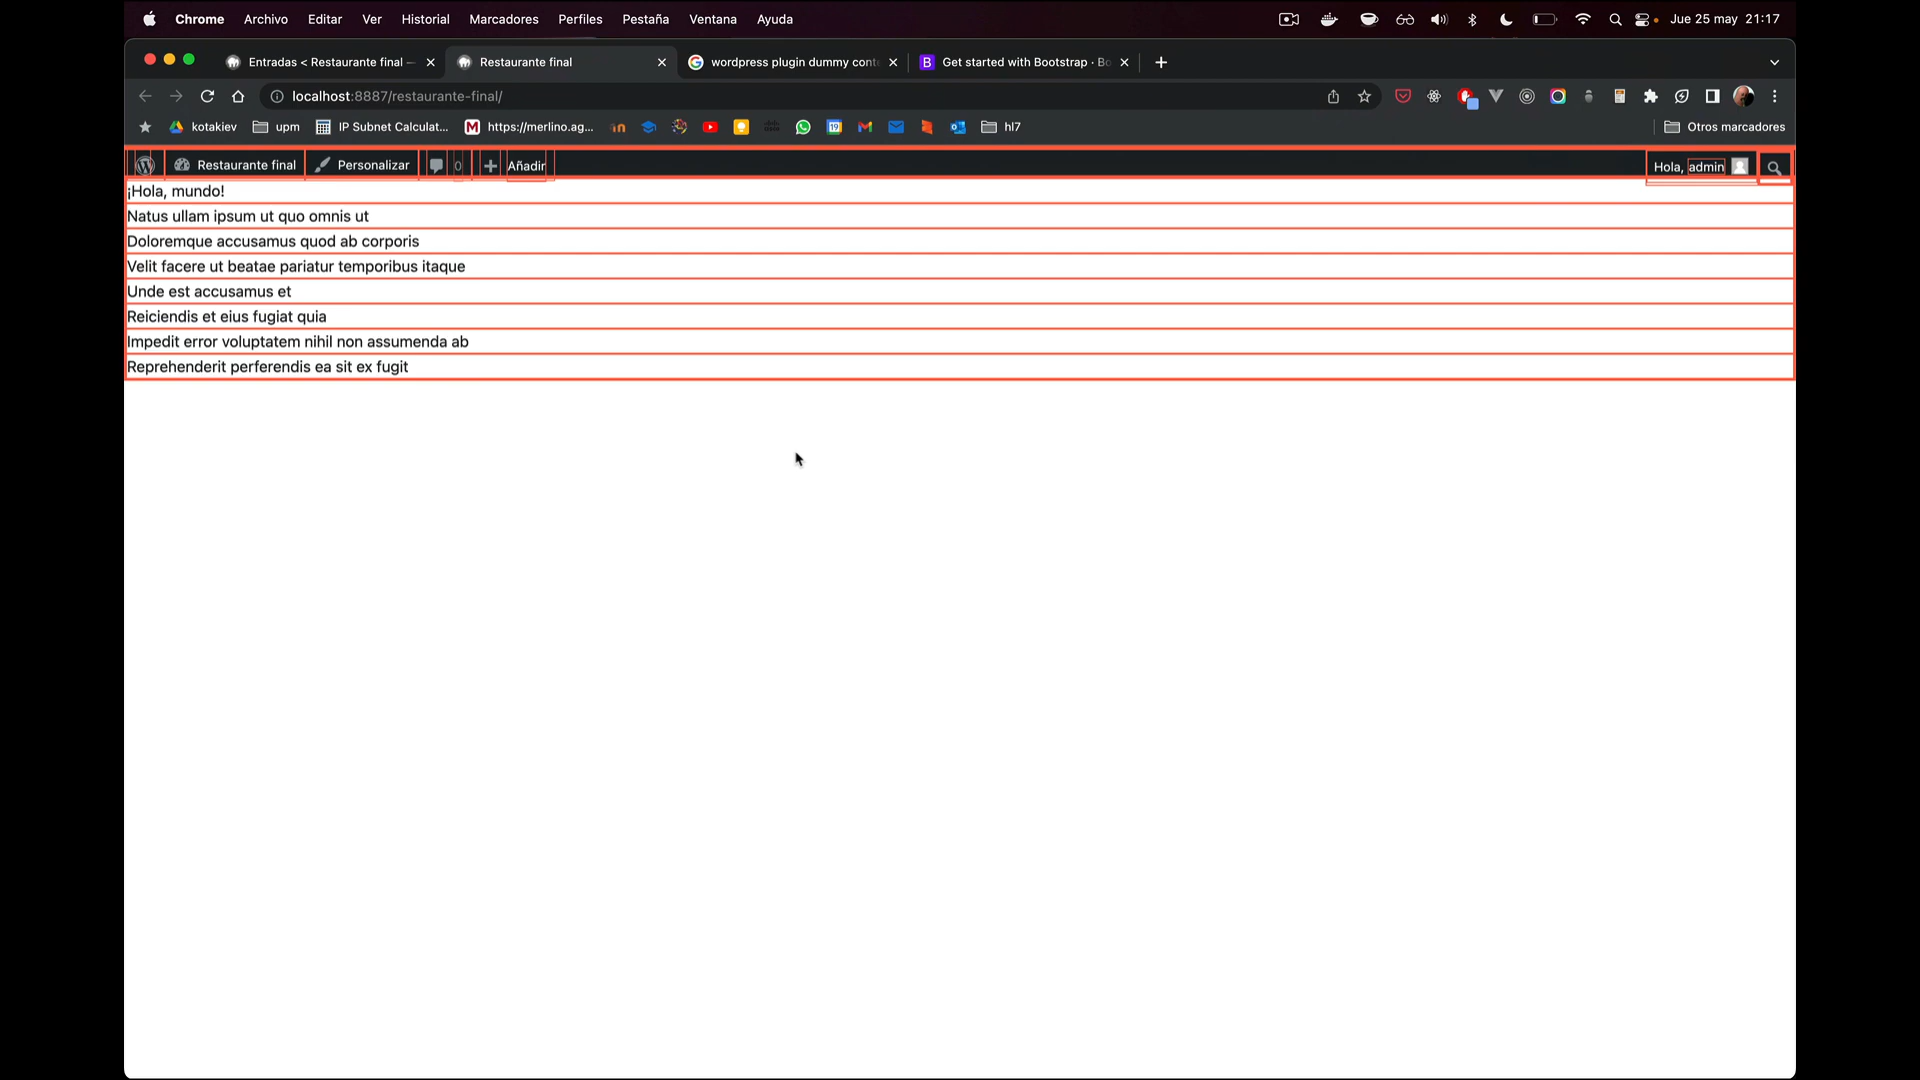 Chrome Archivo Editar Ver Historial Marcadores Perfiles Pestaña Ventana Ayuda Jue 25 may 21:17
Entradas < Restaurante final — Restaurante final wordpress plugin dummy cont Get started with Bootstrap · Bo
localhost:8887/restaurante-final/
kotakiev upm IP Subnet Calculat... M https://merlino.ag... in 19 hl7 Otros marcadores
Restaurante final Personalizar 0 Añadir Hola, admin
¡Hola, mundo!
Natus ullam ipsum ut quo omnis ut
Doloremque accusamus quod ab corporis
Velit facere ut beatae pariatur temporibus itaque
Unde est accusamus et
Reiciendis et eius fugiat quia
Impedit error voluptatem nihil non assumenda ab
Reprehenderit perferendis ea sit ex fugit